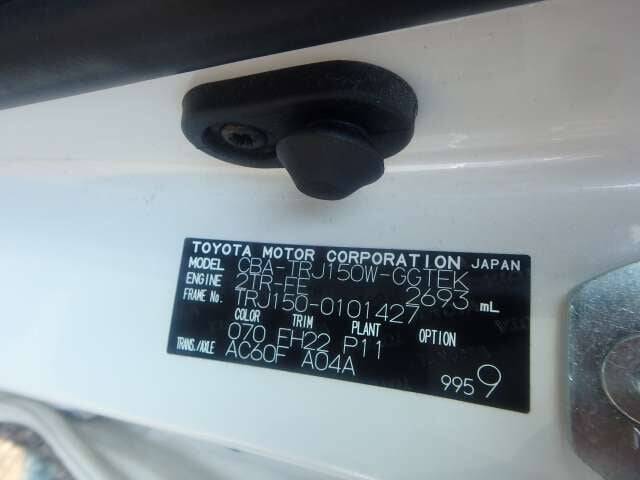 TOYOTA MOTOR CORPORATION JAPAN
MODEL CBA-TRJ150W-GGTEK
ENGINE 2TR-FE 2693 mL
FRAME No. TRJ150-0101427
COLOR TRIM PLANT OPTION
070 EH22 P11
TRANS./AXLE AC60F A04A
9959